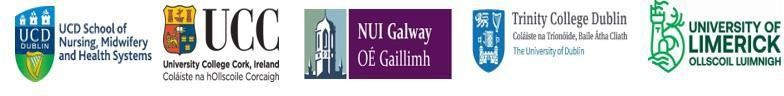 UCD
DUBLIN
UCD School of
Nursing, Midwifery
and Health Systems
UCC
University College Cork, Ireland
Coláiste na hOllscoile Corcaigh
NUI Galway
OÉ Gaillimh
Trinity College Dublin
Coláiste na Tríonóide, Baile Átha Cliath
The University of Dublin
UNIVERSITY OF
LIMERICK
OLLSCOIL LUIMNIGH